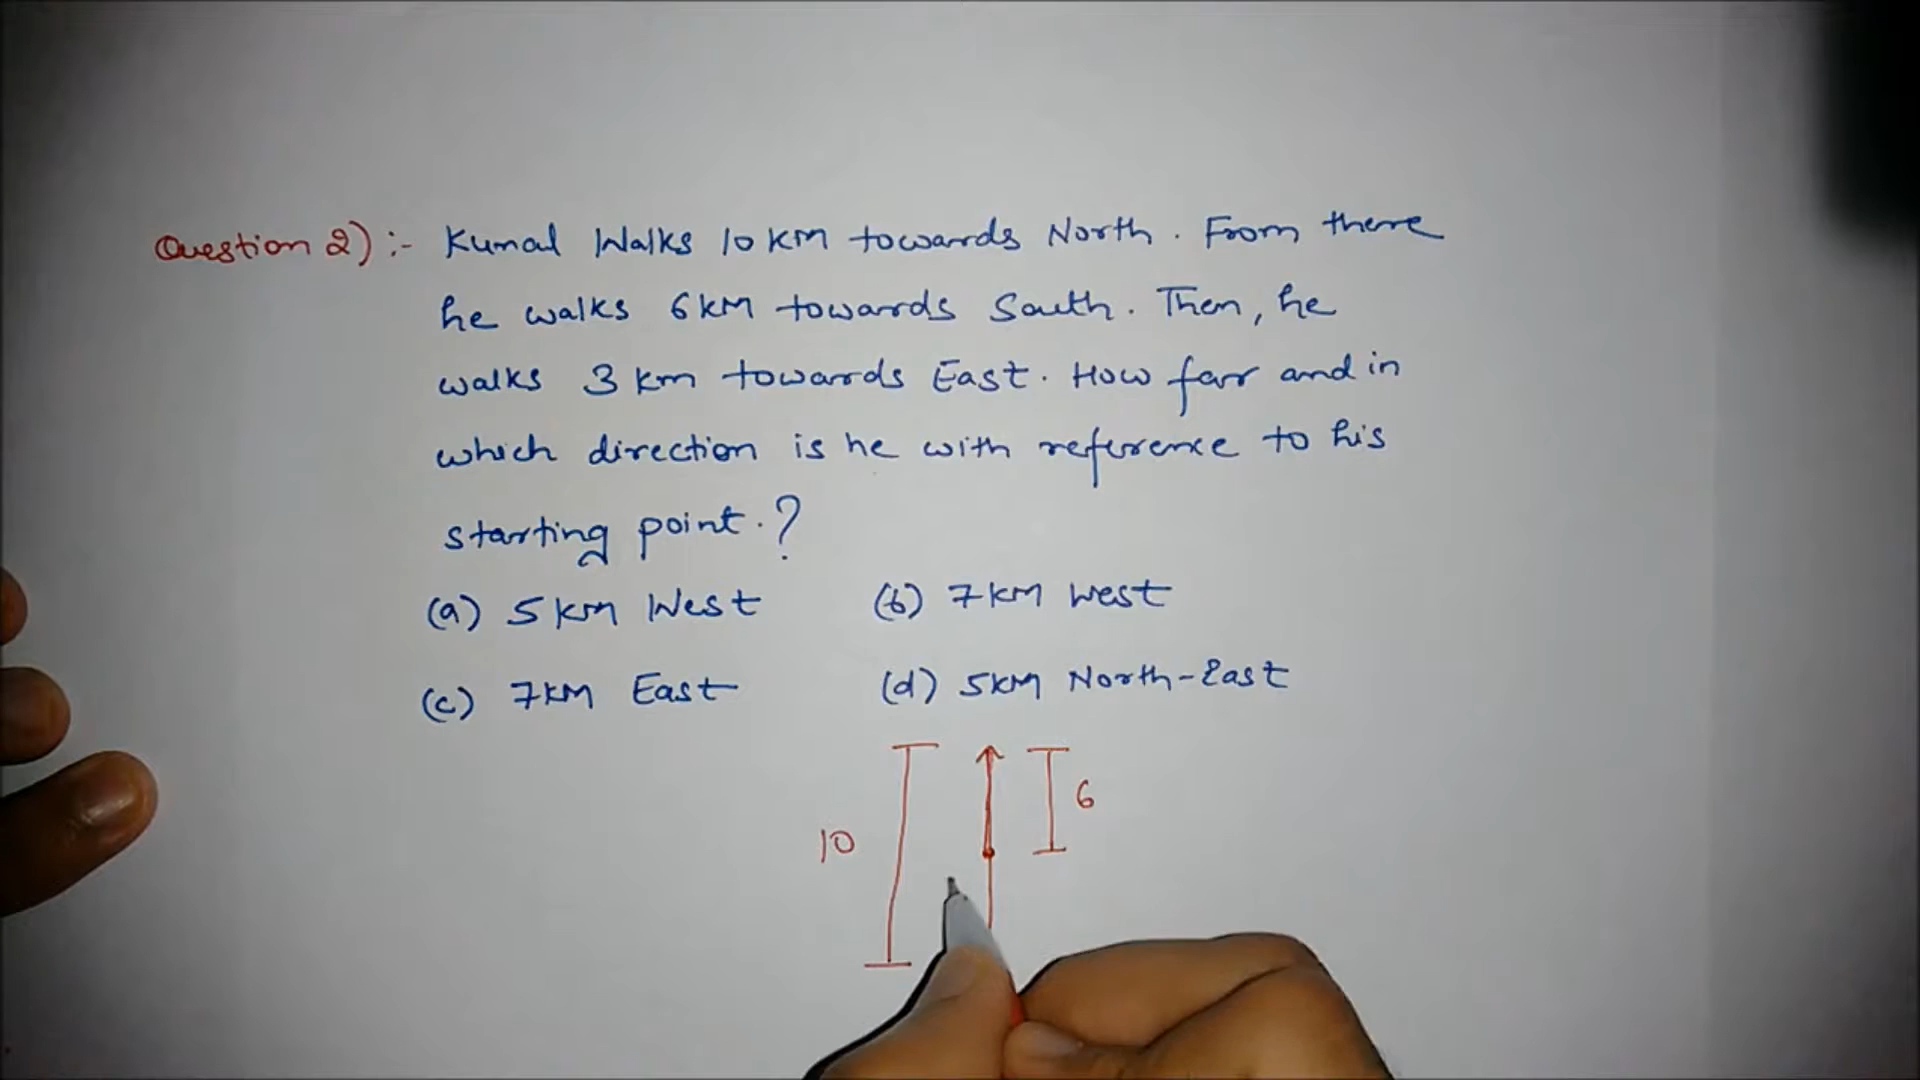 Question 2) :- Kumal Walks 10 KM towards North. From there
he walks 6 KM towards South. Then, he
walks 3 km towards East. How far and in
which direction is he with reference to his
starting point.?
(a) 5 KM West (b) 7 KM west
(c) 7 KM East (d) 5 KM North-East
6
10